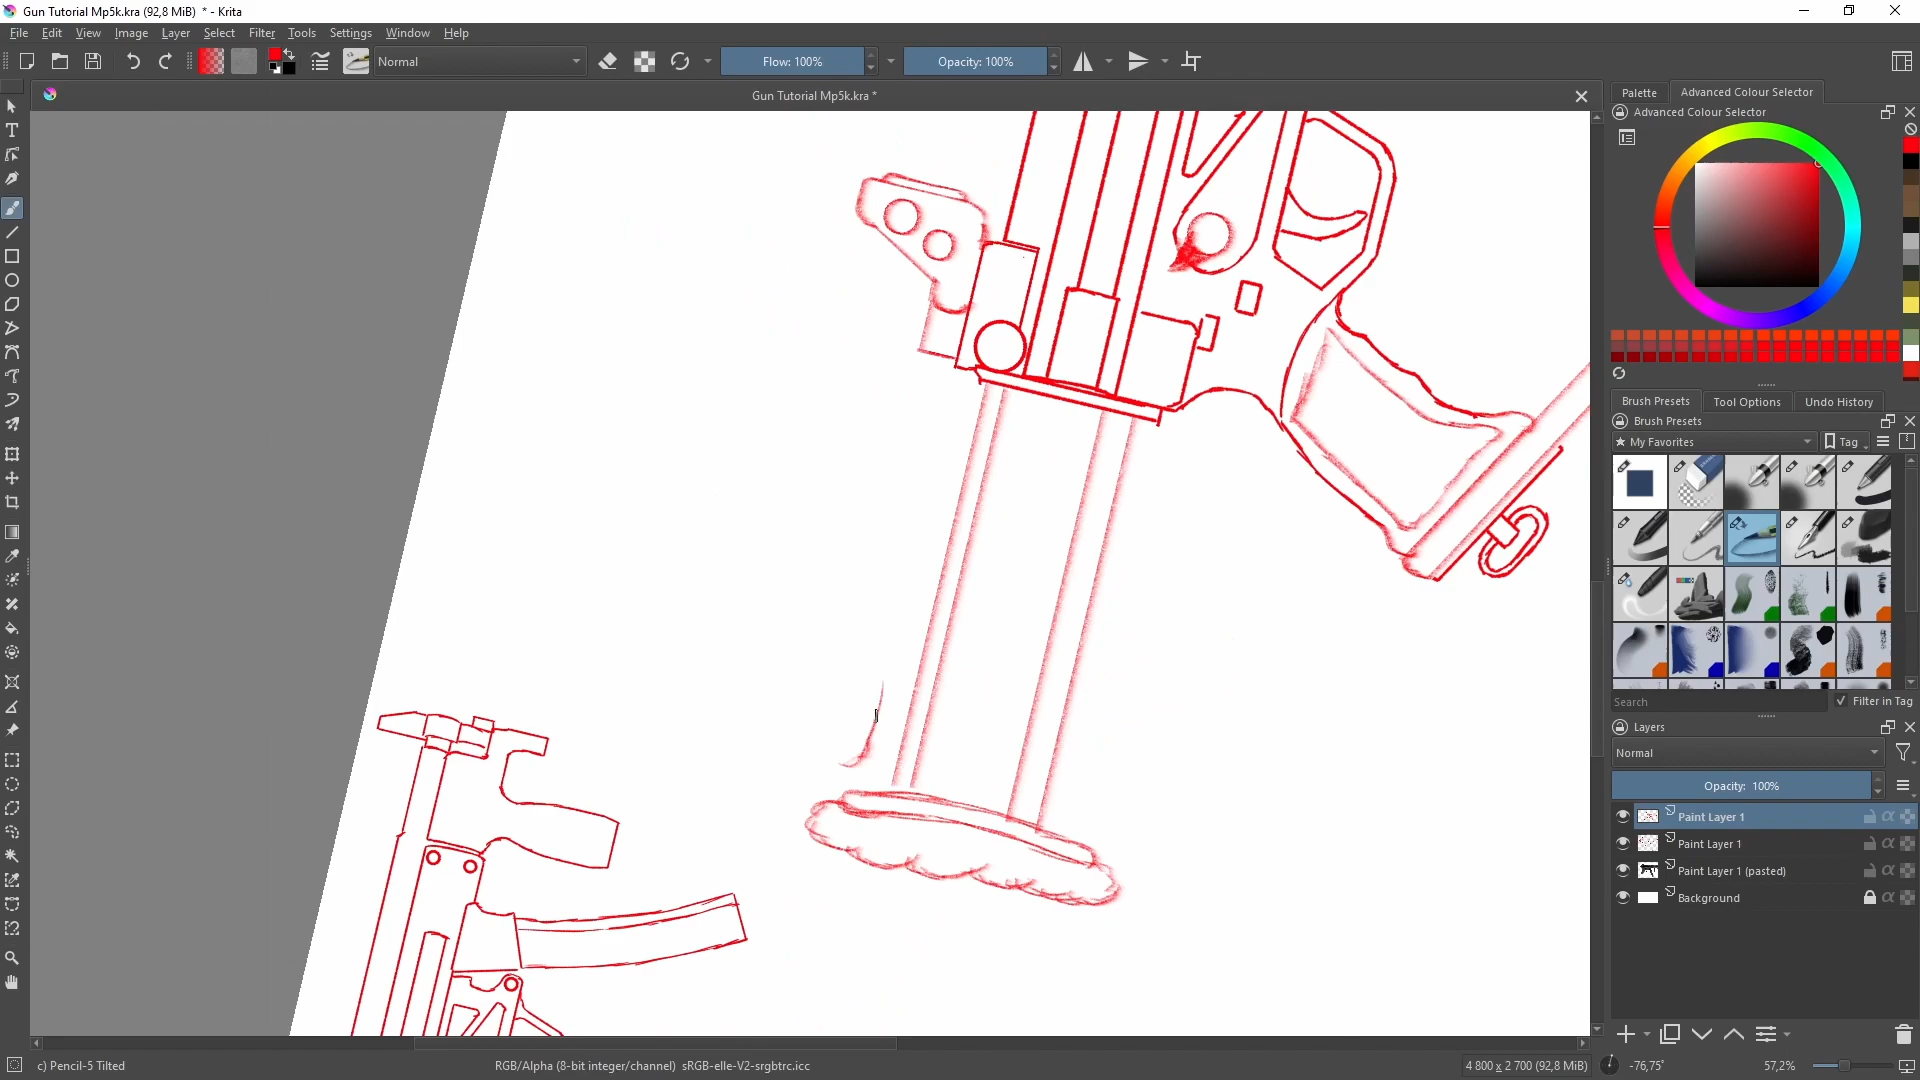 Gun Tutorial Mp5k.kra (92,8 MiB) * - Krita
File Edit View Image Layer Select Filter Tools Settings Window Help
Normal
Flow: 100%
Opacity: 100%
Gun Tutorial Mp5k.kra *
Palette
Advanced Colour Selector
Advanced Colour Selector
Brush Presets
Tool Options
Undo History
Brush Presets
My Favorites
Tag
Search
Filter in Tag
Layers
Normal
Opacity: 100%
Paint Layer 1
Paint Layer 1
Paint Layer 1 (pasted)
Background
c) Pencil-5 Tilted
RGB/Alpha (8-bit integer/channel) sRGB-elle-V2-srgbtrc.icc
4 800 x 2 700 (92,8 MiB)
-76,75°
57,2%